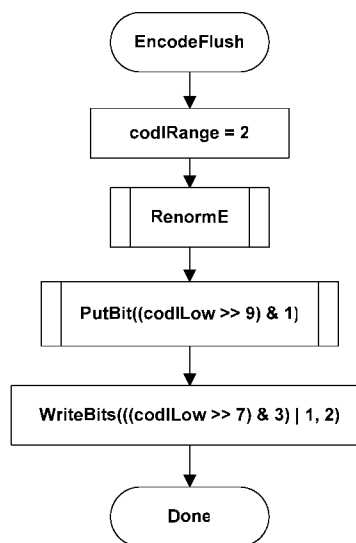 EncodeFlush
codIRange = 2
RenormE
PutBit((codILow >> 9) & 1)
WriteBits(((codILow >> 7) & 3) | 1, 2)
Done